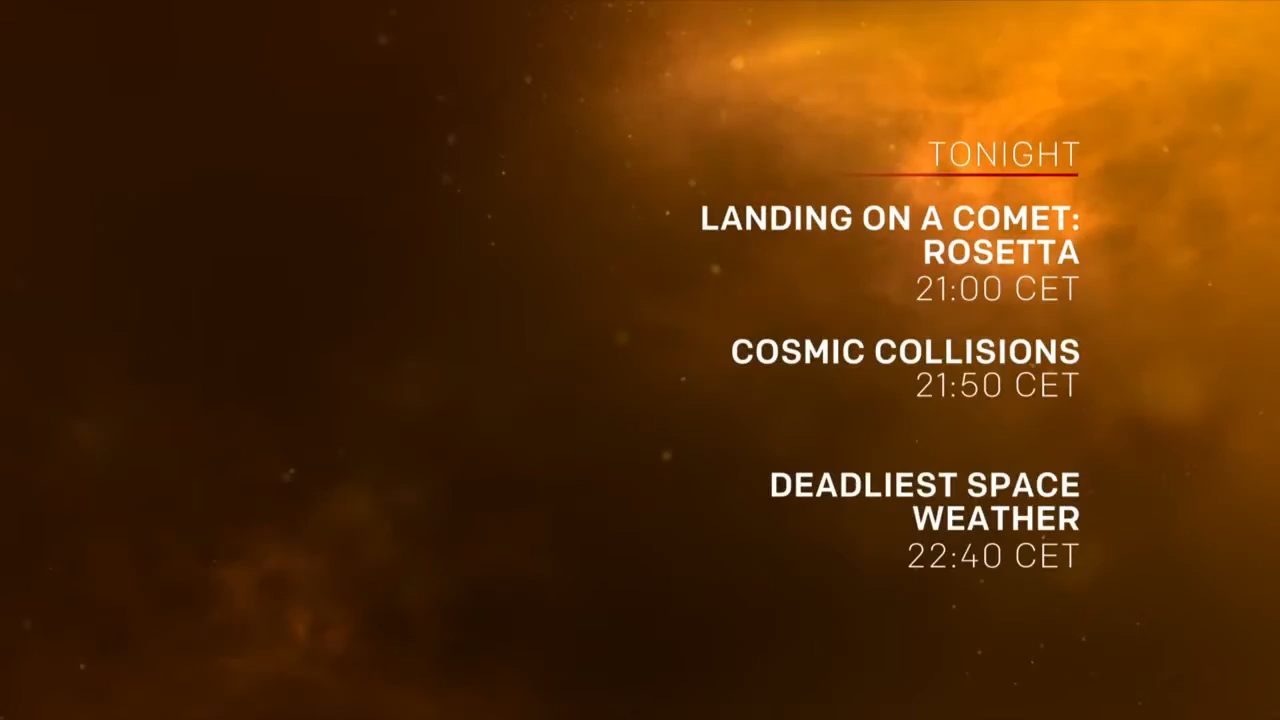 TONIGHT
LANDING ON A COMET:
ROSETTA
21:00 CET
COSMIC COLLISIONS
21:50 CET
DEADLIEST SPACE
WEATHER
22:40 CET